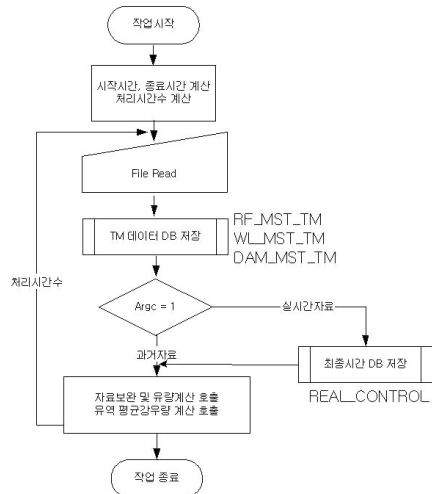 작업시작
시작시간, 종료시간 계산
처리시간수 계산
File Read
TM 데이터 DB 저장
RF_MST_TM
WL_MST_TM
DAM_MST_TM
처리시간수
Argc = 1
실시간자료
과거자료
최종시간 DB 저장
REAL_CONTROL
자료보완 및 유량계산 호출
유역 평균강우량 계산 호출
작업 종료